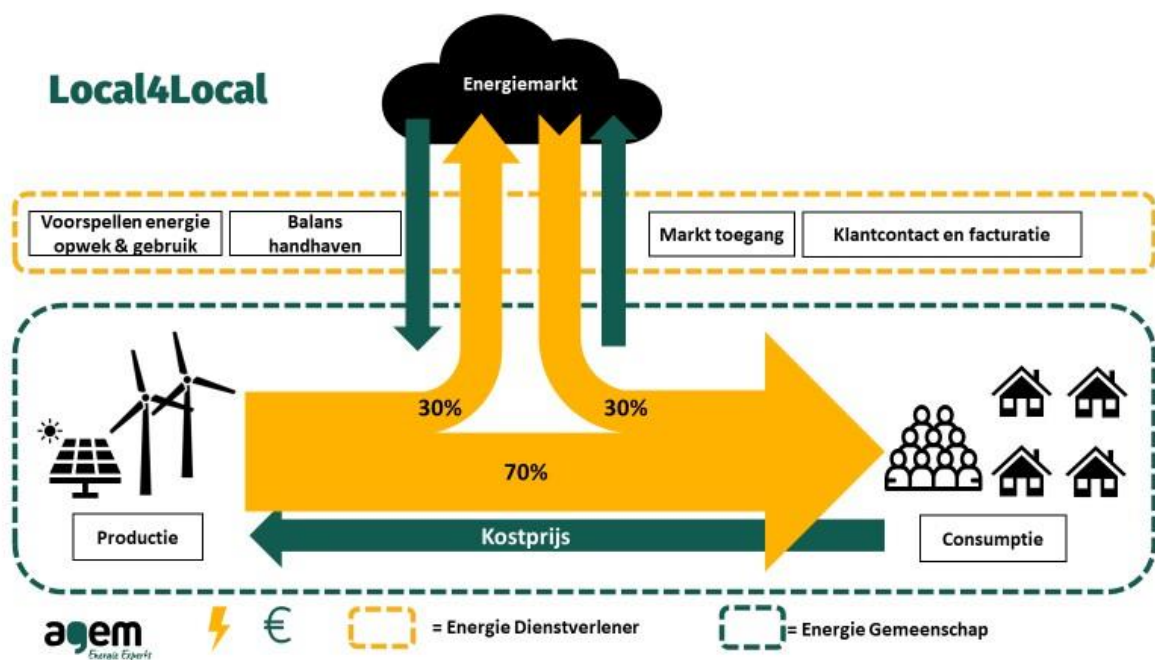 Local4Local
Energiemarkt
Voorspellen energie
opwek & gebruik
Balans
handhaven
Markt toegang
Klantcontact en facturatie
30%
30%
70%
Kostprijs
Productie
Consumptie
agem
Energie Experts
€
= Energie Dienstverlener
= Energie Gemeenschap